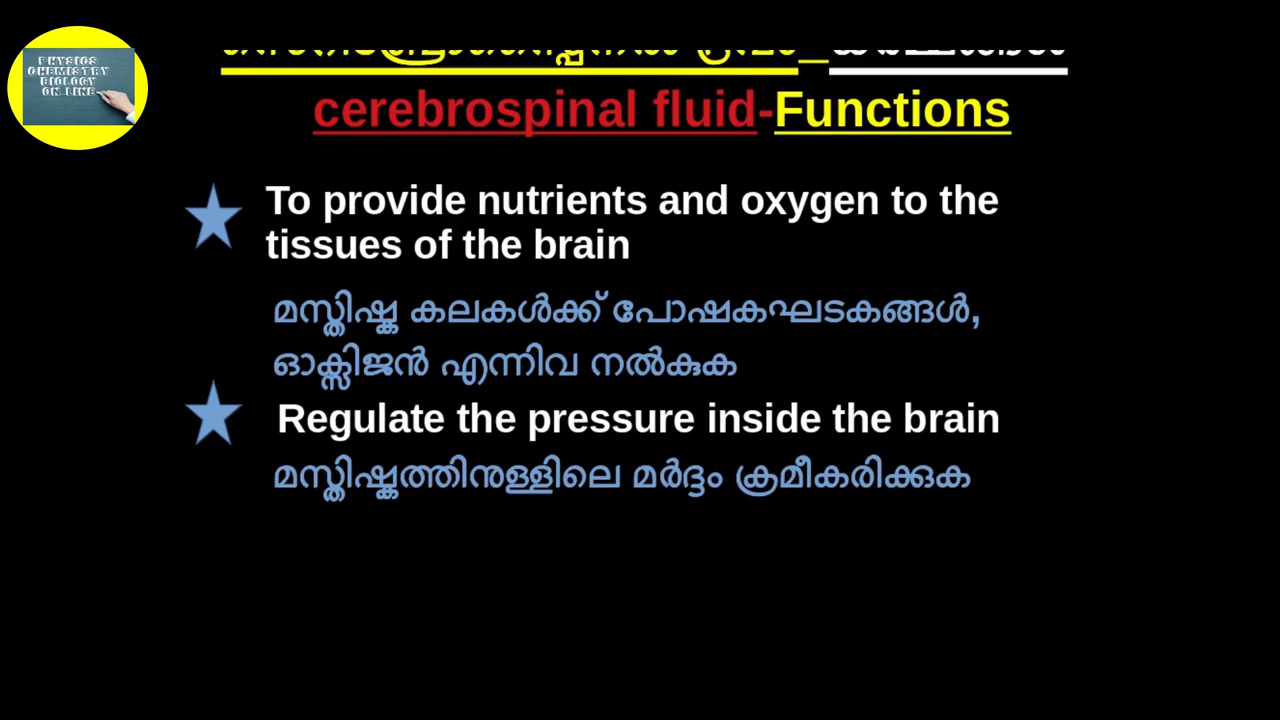 PHYSICS
CHEMISTRY
BIOLOGY
ON LINE
cerebrospinal fluid-Functions
To provide nutrients and oxygen to the
tissues of the brain
മസ്തിഷ്ക കലകൾക്ക് പോഷകഘടകങ്ങൾ,
ഓക്സിജൻ എന്നിവ നൽകുക
Regulate the pressure inside the brain
മസ്തിഷ്കത്തിനുള്ളിലെ മർദ്ദം ക്രമീകരിക്കുക